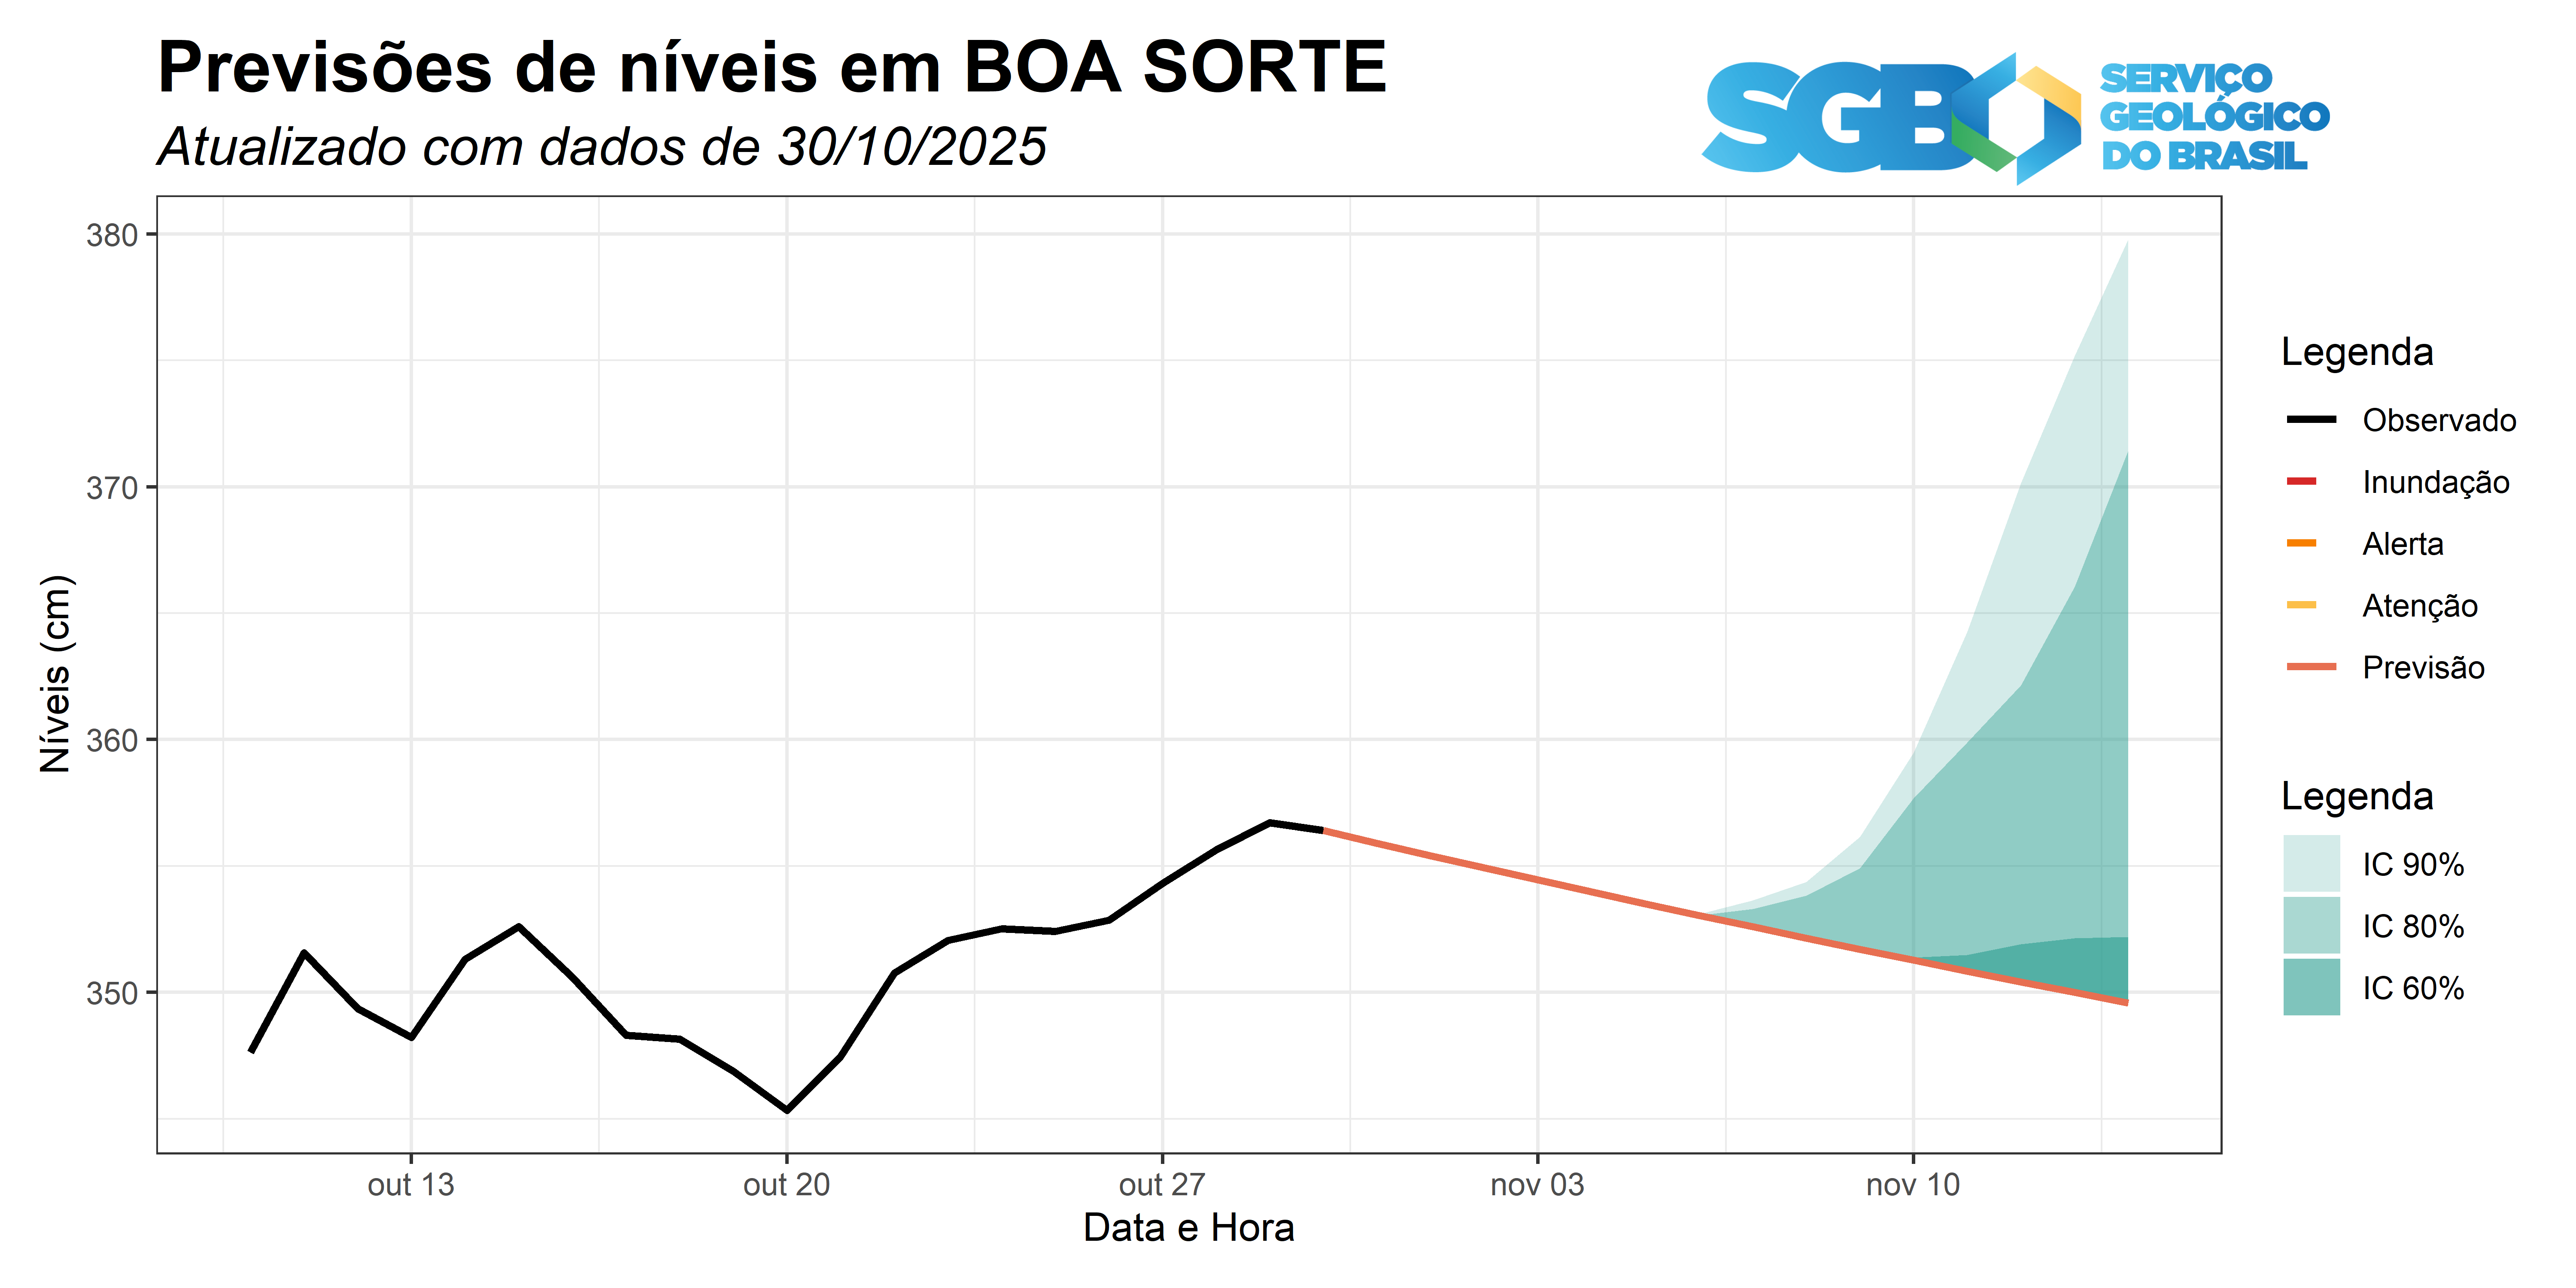 Previsões de níveis em BOA SORTE
Atualizado com dados de 30/10/2025
SGB
SERVIÇO
GEOLÓGICO
DO BRASIL
380
370
360
350
Níveis (cm)
out 13
out 20
out 27
nov 03
nov 10
Data e Hora
Legenda
Observado
Inundação
Alerta
Atenção
Previsão
Legenda
IC 90%
IC 80%
IC 60%